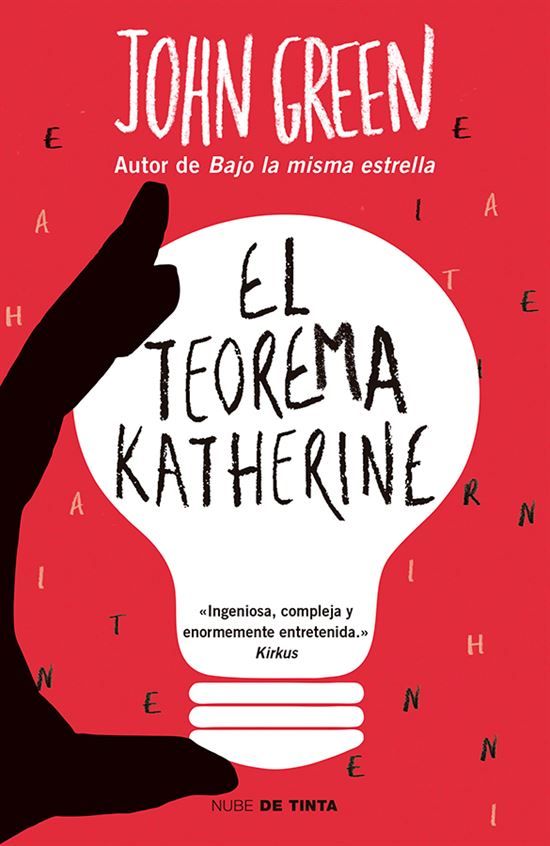 JOHN GREEN
Autor de Bajo la misma estrella
EL
TEOREMA
KATHERINE
«Ingeniosa, compleja y
enormemente entretenida.»
Kirkus
NUBE DE TINTA
E
A
H
A
I
T
N
E
E
I
A
T
E
I
R
N
I
H
E
N
N
E
I